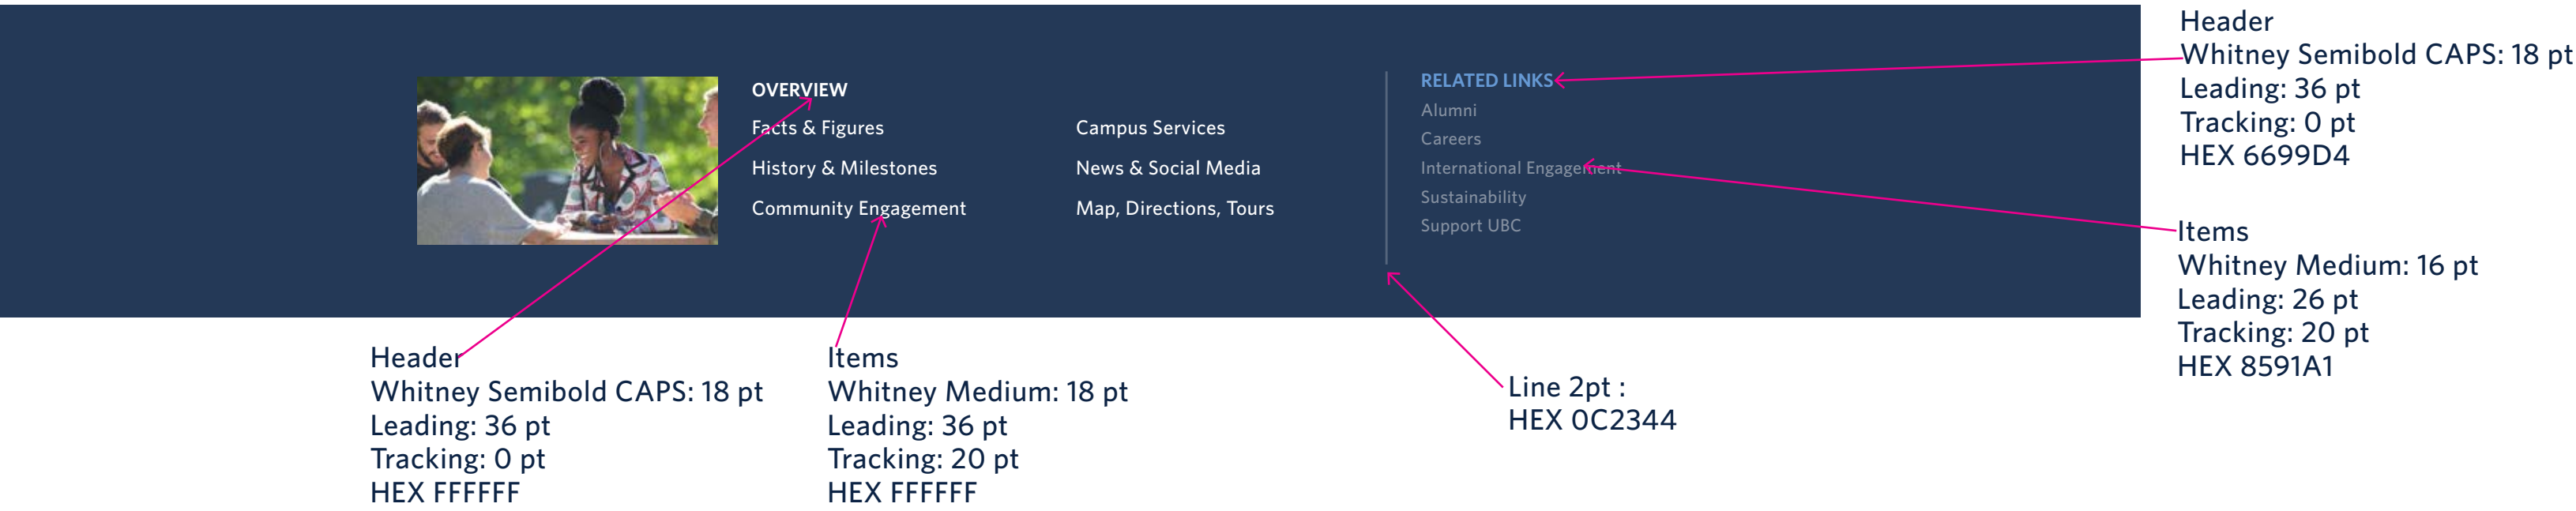 OVERVIEW
Facts & Figures
History & Milestones
Community Engagement
Campus Services
News & Social Media
Map, Directions, Tours
RELATED LINKS
Alumni
Careers
International Engagement
Sustainability
Support UBC
Header
Whitney Semibold CAPS: 18 pt
Leading: 36 pt
Tracking: 0 pt
HEX 6699D4
Items
Whitney Medium: 16 pt
Leading: 26 pt
Tracking: 20 pt
HEX 8591A1
Header
Whitney Semibold CAPS: 18 pt
Leading: 36 pt
Tracking: 0 pt
HEX FFFFFF
Items
Whitney Medium: 18 pt
Leading: 36 pt
Tracking: 20 pt
HEX FFFFFF
Line 2pt :
HEX 0C2344